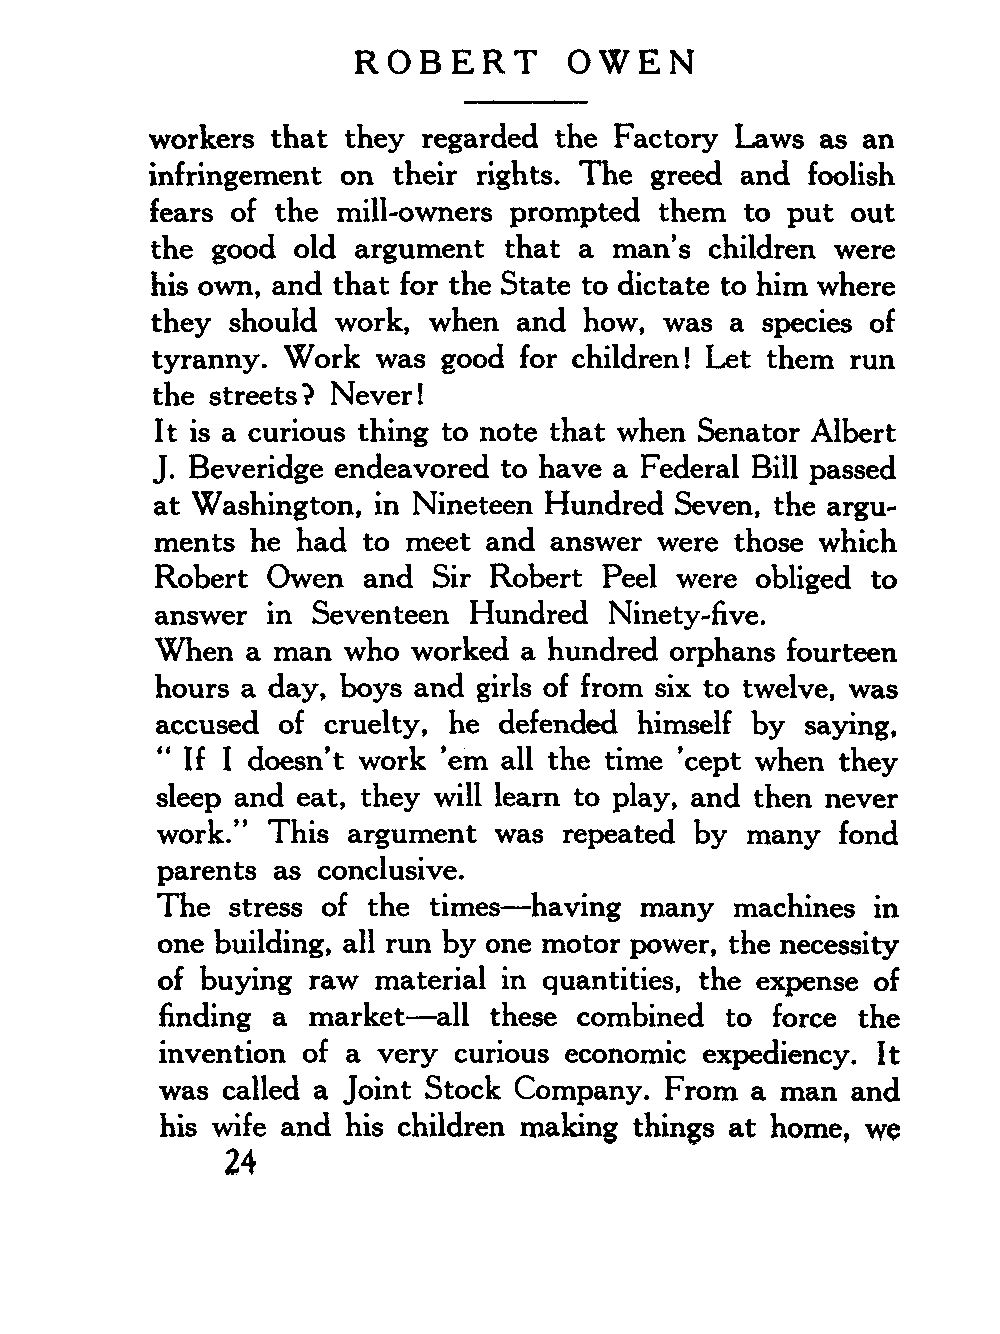 ROBERT OWEN
workers that they regarded the Factory Laws as an
infringement on their rights. The greed and foolish
fears of the mill-owners prompted them to put out
the good old argument that a man's children were
his own, and that for the State to dictate to him where
they should work, when and how, was a species of
tyranny. Work was good for children! Let them run
the streets? Never!
It is a curious thing to note that when Senator Albert
J. Beveridge endeavored to have a Federal Bill passed
at Washington, in Nineteen Hundred Seven, the argu-
ments he had to meet and answer were those which
Robert Owen and Sir Robert Peel were obliged to
answer in Seventeen Hundred Ninety-five.
When a man who worked a hundred orphans fourteen
hours a day, boys and girls of from six to twelve, was
accused of cruelty, he defended himself by saying,
" If I doesn't work 'em all the time 'cept when they
sleep and eat, they will learn to play, and then never
work." This argument was repeated by many fond
parents as conclusive.
The stress of the times—having many machines in
one building, all run by one motor power, the necessity
of buying raw material in quantities, the expense of
finding a market—all these combined to force the
invention of a very curious economic expediency. It
was called a Joint Stock Company. From a man and
his wife and his children making things at home, we
24